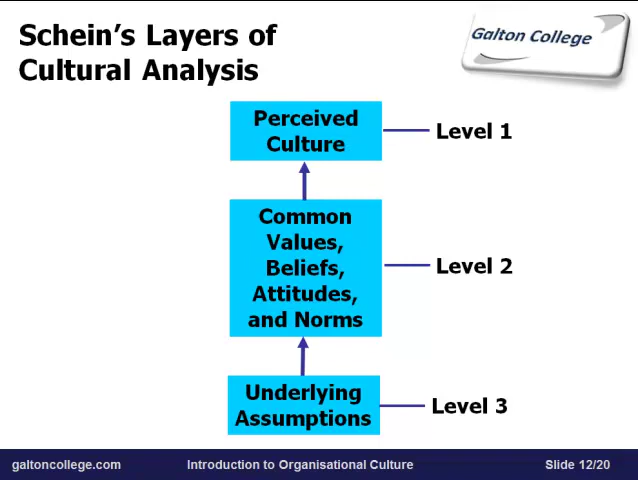 Schein's Layers of
Cultural Analysis
Galton College
Perceived
Culture
Level 1
Common
Values,
Beliefs,
Attitudes,
and Norms
Level 2
Underlying
Assumptions
Level 3
galtoncollege.com
Introduction to Organisational Culture
Slide 12/20